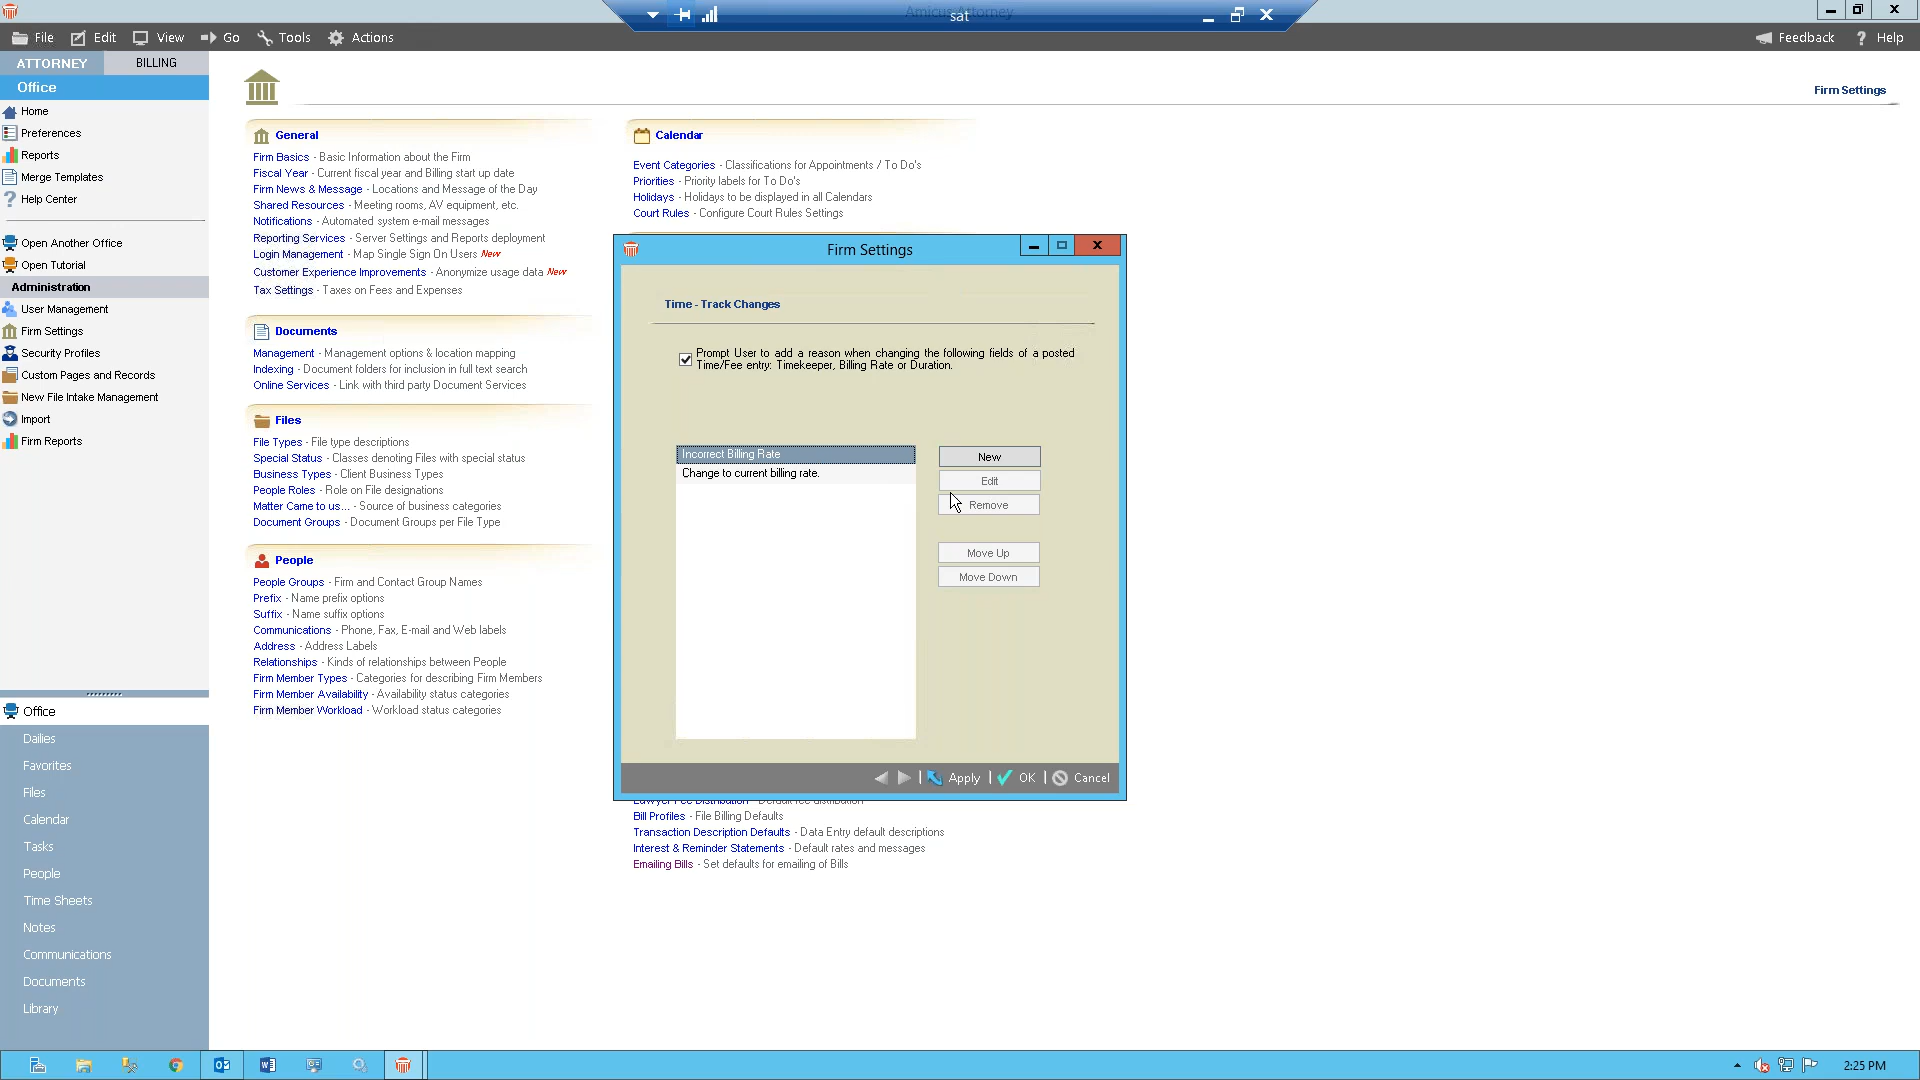 sat
Amicus Attorney
File Edit View Go Tools Actions
Feedback ? Help
ATTORNEY BILLING
Office
Home
Preferences
Reports
Merge Templates
Help Center
Open Another Office
Open Tutorial
Administration
User Management
Firm Settings
Security Profiles
Custom Pages and Records
New File Intake Management
Import
Firm Reports
Office
Dailies
Favorites
Files
Calendar
Tasks
People
Time Sheets
Notes
Communications
Documents
Library
Firm Settings
General
Firm Basics - Basic Information about the Firm
Fiscal Year - Current fiscal year and Billing start up date
Firm News & Message - Locations and Message of the Day
Shared Resources - Meeting rooms, AV equipment, etc.
Notifications - Automated system e-mail messages
Reporting Services - Server Settings and Reports deployment
Login Management - Map Single Sign On Users New
Customer Experience Improvements - Anonymize usage data New
Tax Settings - Taxes on Fees and Expenses
Documents
Management - Management options & location mapping
Indexing - Document folders for inclusion in full text search
Online Services - Link with third party Document Services
Files
File Types - File type descriptions
Special Status - Classes denoting Files with special status
Business Types - Client Business Types
People Roles - Role on File designations
Matter Came to us... - Source of business categories
Document Groups - Document Groups per File Type
People
People Groups - Firm and Contact Group Names
Prefix - Name prefix options
Suffix - Name suffix options
Communications - Phone, Fax, E-mail and Web labels
Address - Address Labels
Relationships - Kinds of relationships between People
Firm Member Types - Categories for describing Firm Members
Firm Member Availability - Availability status categories
Firm Member Workload - Workload status categories
Calendar
Event Categories - Classifications for Appointments / To Do's
Priorities - Priority labels for To Do's
Holidays - Holidays to be displayed in all Calendars
Court Rules - Configure Court Rules Settings
Firm Settings
Time - Track Changes
Prompt User to add a reason when changing the following fields of a posted
Time/Fee entry: Timekeeper, Billing Rate or Duration.
Incorrect Billing Rate
Change to current billing rate.
New
Edit
Remove
Move Up
Move Down
Apply | OK | Cancel
Lawyer Fee Distribution - Default fee distribution
Bill Profiles - File Billing Defaults
Transaction Description Defaults - Data Entry default descriptions
Interest & Reminder Statements - Default rates and messages
Emailing Bills - Set defaults for emailing of Bills
2:25 PM